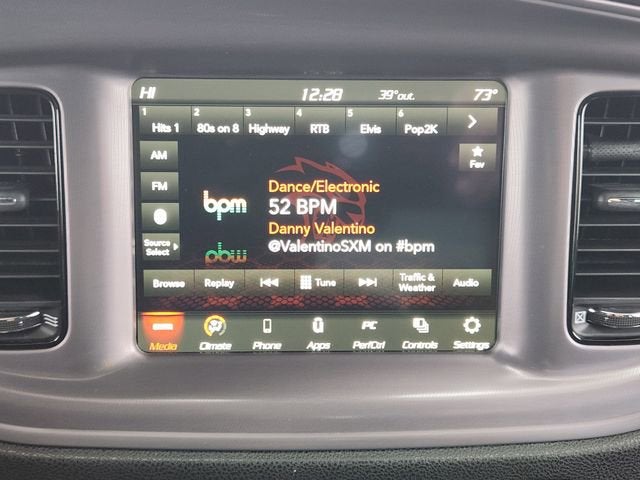 HI 12:28 39°out. 73°
1 Hits 1 2 80s on 8 3 Highway 4 RTB 5 Elvis 6 Pop2K
AM
FM
Source Select
Fav
bpm
Dance/Electronic
52 BPM
Danny Valentino
@ValentinoSXM on #bpm
Browse Replay Tune Traffic & Weather Audio
Media Climate Phone Apps PC PerfCtrl Controls Settings